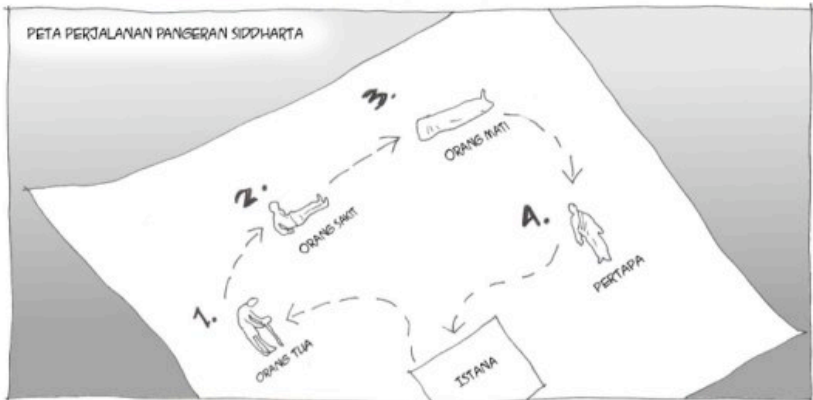 PETA PERJALANAN PANGERAN SIDDHARTA
3.
ORANG MATI
2.
ORANG SAKIT
4.
PERTAPA
1.
ORANG TUA
ISTANA